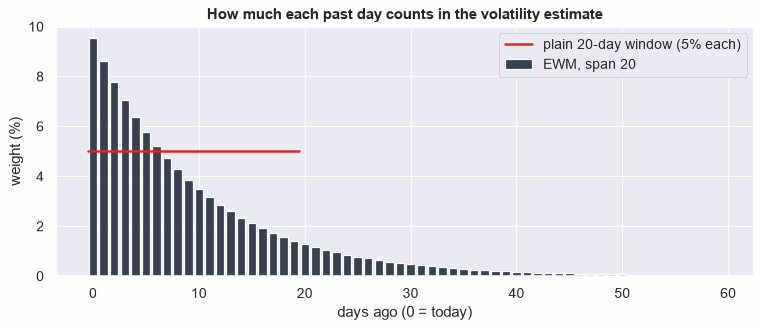 How much each past day counts in the volatility estimate
plain 20-day window (5% each)
EWM, span 20
weight (%)
10
8
6
4
2
0
0 10 20 30 40 50 60
days ago (0 = today)